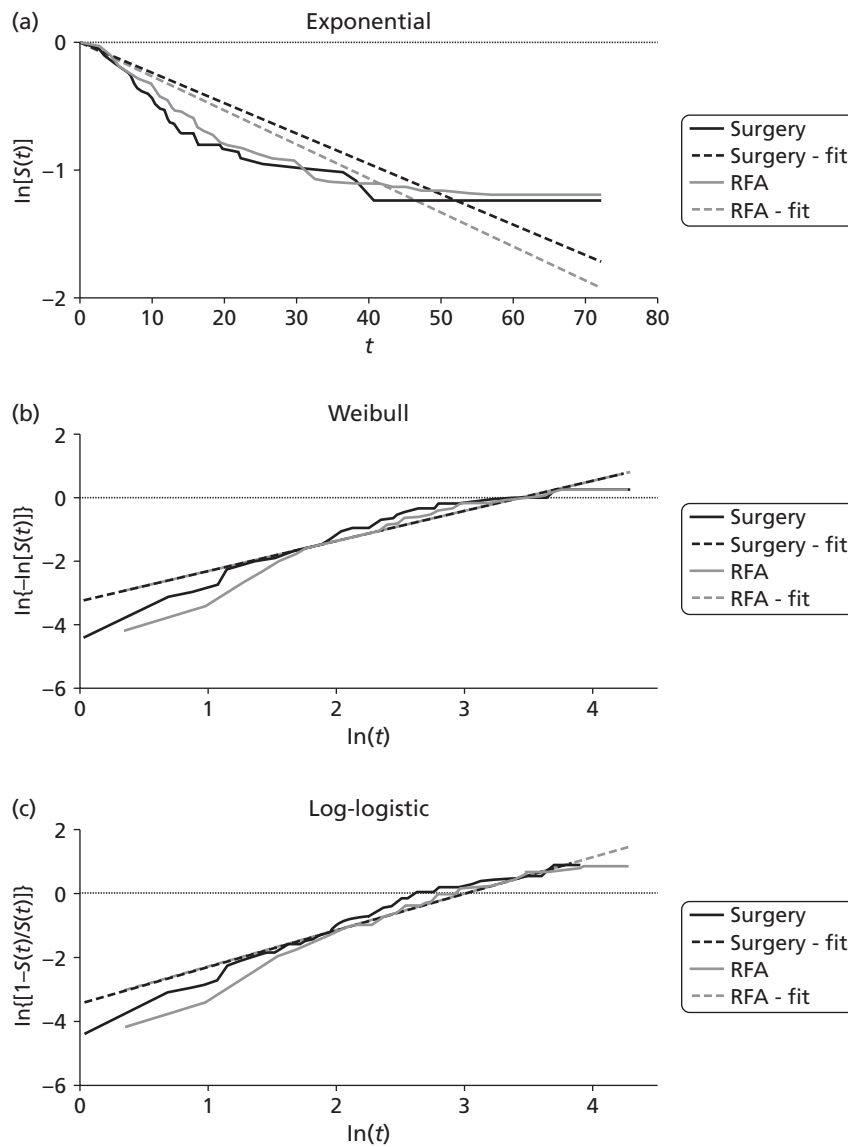 (a)
Exponential
0
–1
–2
ln[S(t)]
0 10 20 30 40 50 60 70 80
t
Surgery
Surgery - fit
RFA
RFA - fit
(b)
Weibull
2
0
–2
–4
–6
ln{–ln[S(t)]}
0 1 2 3 4
ln(t)
Surgery
Surgery - fit
RFA
RFA - fit
(c)
Log-logistic
2
0
–2
–4
–6
ln{[1–S(t)/S(t)]}
0 1 2 3 4
ln(t)
Surgery
Surgery - fit
RFA
RFA - fit